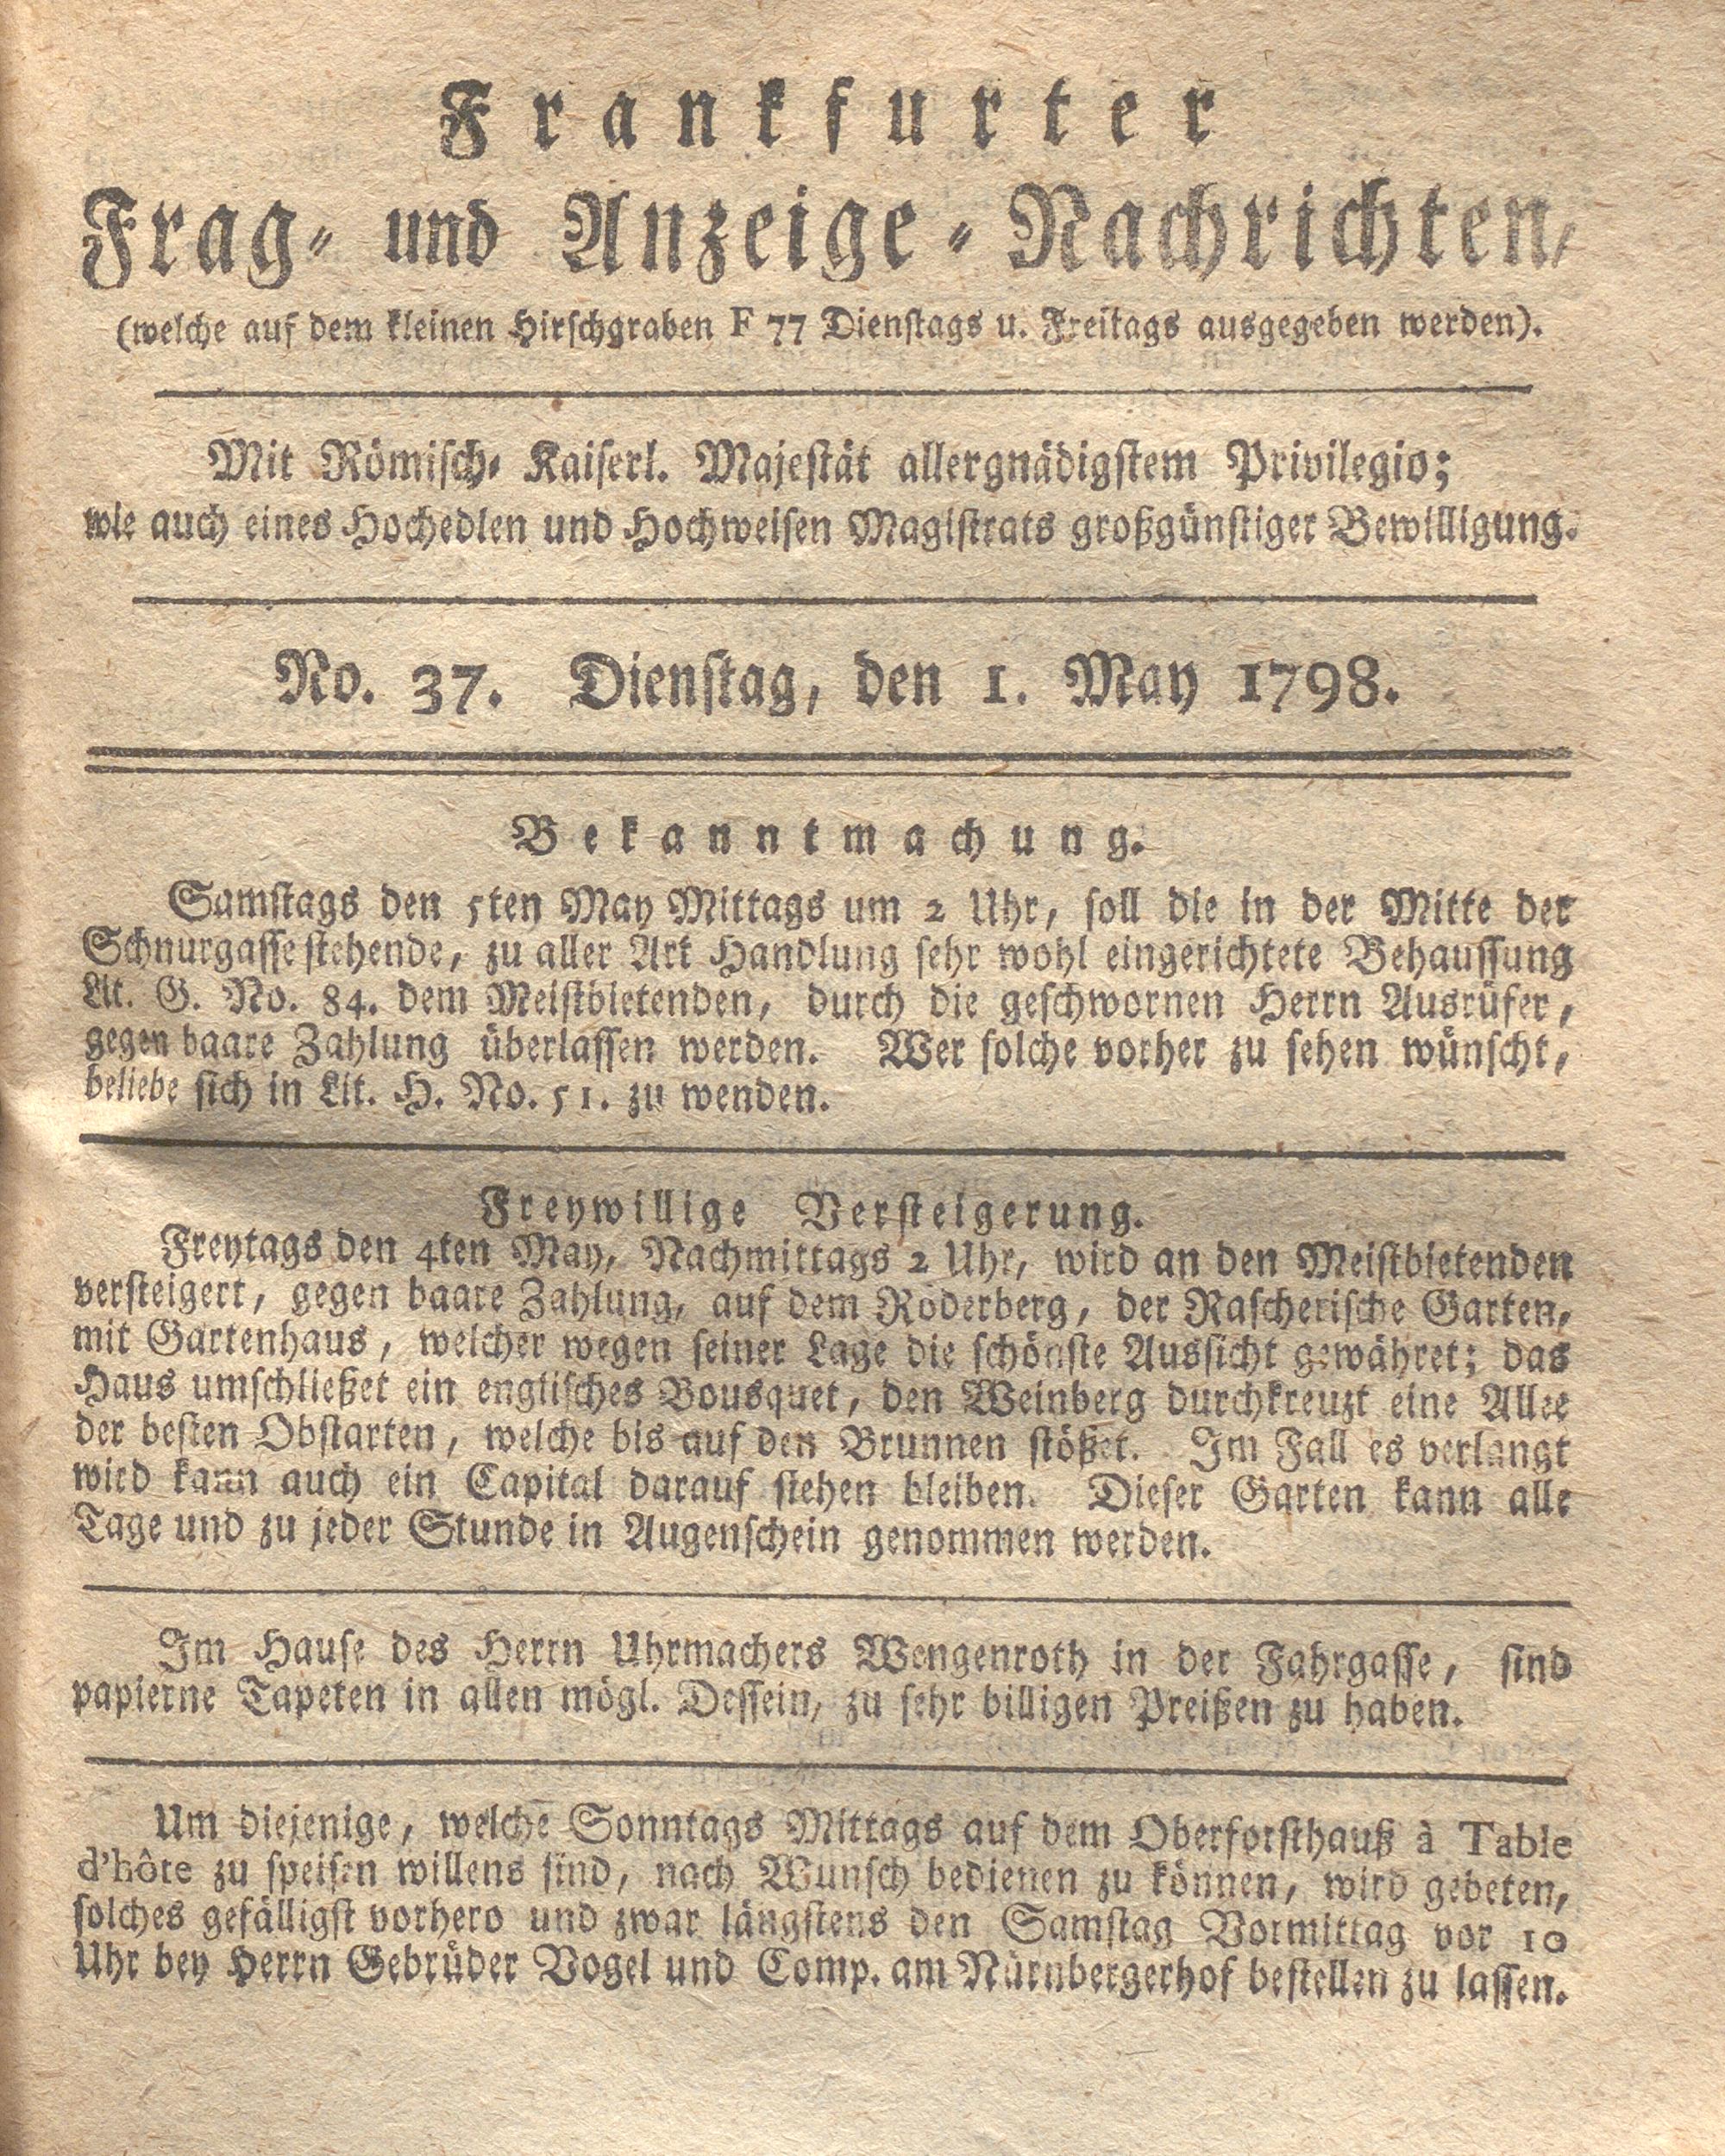 Frankfurter
Frag- und Anzeige-Nachrichten,
(welche auf dem kleinen Hirschgraben F 77 Dienstags u. Freitags ausgegeben werden).
Mit Römisch- Kaiserl. Majestät allergnädigstem Privilegio;
wie auch eines Hochedlen und Hochweisen Magistrats großgünstiger Bewilligung.
No. 37. Dienstag, den 1. May 1798.
Bekanntmachung.
Samstags den 5ten May Mittags um 2 Uhr, soll die in der Mitte der
Schnurgasse stehende, zu aller Art Handlung sehr wohl eingerichtete Behaussung
Lit. G. No. 84. dem Meistbietenden, durch die geschwornen Herrn Ausrüfer,
gegen baare Zahlung überlassen werden. Wer solche vorher zu sehen wünscht,
beliebe sich in Lit. H. No. 51. zu wenden.
Freywillige Versteigerung.
Freytags den 4ten May, Nachmittags 2 Uhr, wird an den Meistbietenden
versteigert, gegen baare Zahlung, auf dem Röderberg, der Rascherische Garten,
mit Gartenhaus, welcher wegen seiner Lage die schönste Aussicht gewähret; das
Haus umschließet ein englisches Bousquet, den Weinberg durchkreuzt eine Allee
der besten Obstarten, welche bis auf den Brunnen stößet. Im Fall es verlangt
wird kann auch ein Capital darauf stehen bleiben. Dieser Garten kann alle
Tage und zu jeder Stunde in Augenschein genommen werden.
Im Hause des Herrn Uhrmachers Wengenroth in der Fahrgasse, sind
papierne Tapeten in allen mögl. Dessein, zu sehr billigen Preißen zu haben.
Um diejenige, welche Sonntags Mittags auf dem Oberforsthauß à Table
d'hôte zu speisen willens sind, nach Wunsch bedienen zu können, wird gebeten,
solches gefälligst vorhero und zwar längstens den Samstag Vormittag vor 10
Uhr bey Herrn Gebrüder Vogel und Comp. am Nürnbergerhof bestellen zu lassen.